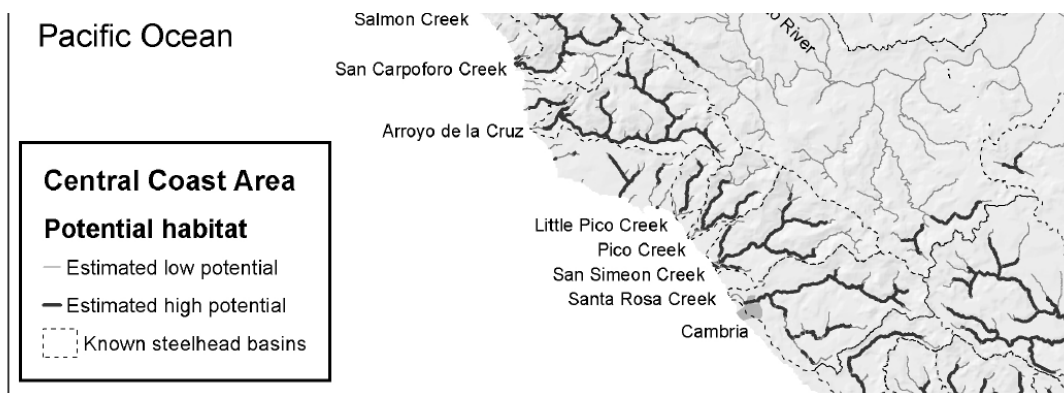 Pacific Ocean
Salmon Creek
River
San Carpoforo Creek
Arroyo de la Cruz
Central Coast Area
Potential habitat
Estimated low potential
Estimated high potential
Known steelhead basins
Little Pico Creek
Pico Creek
San Simeon Creek
Santa Rosa Creek
Cambria